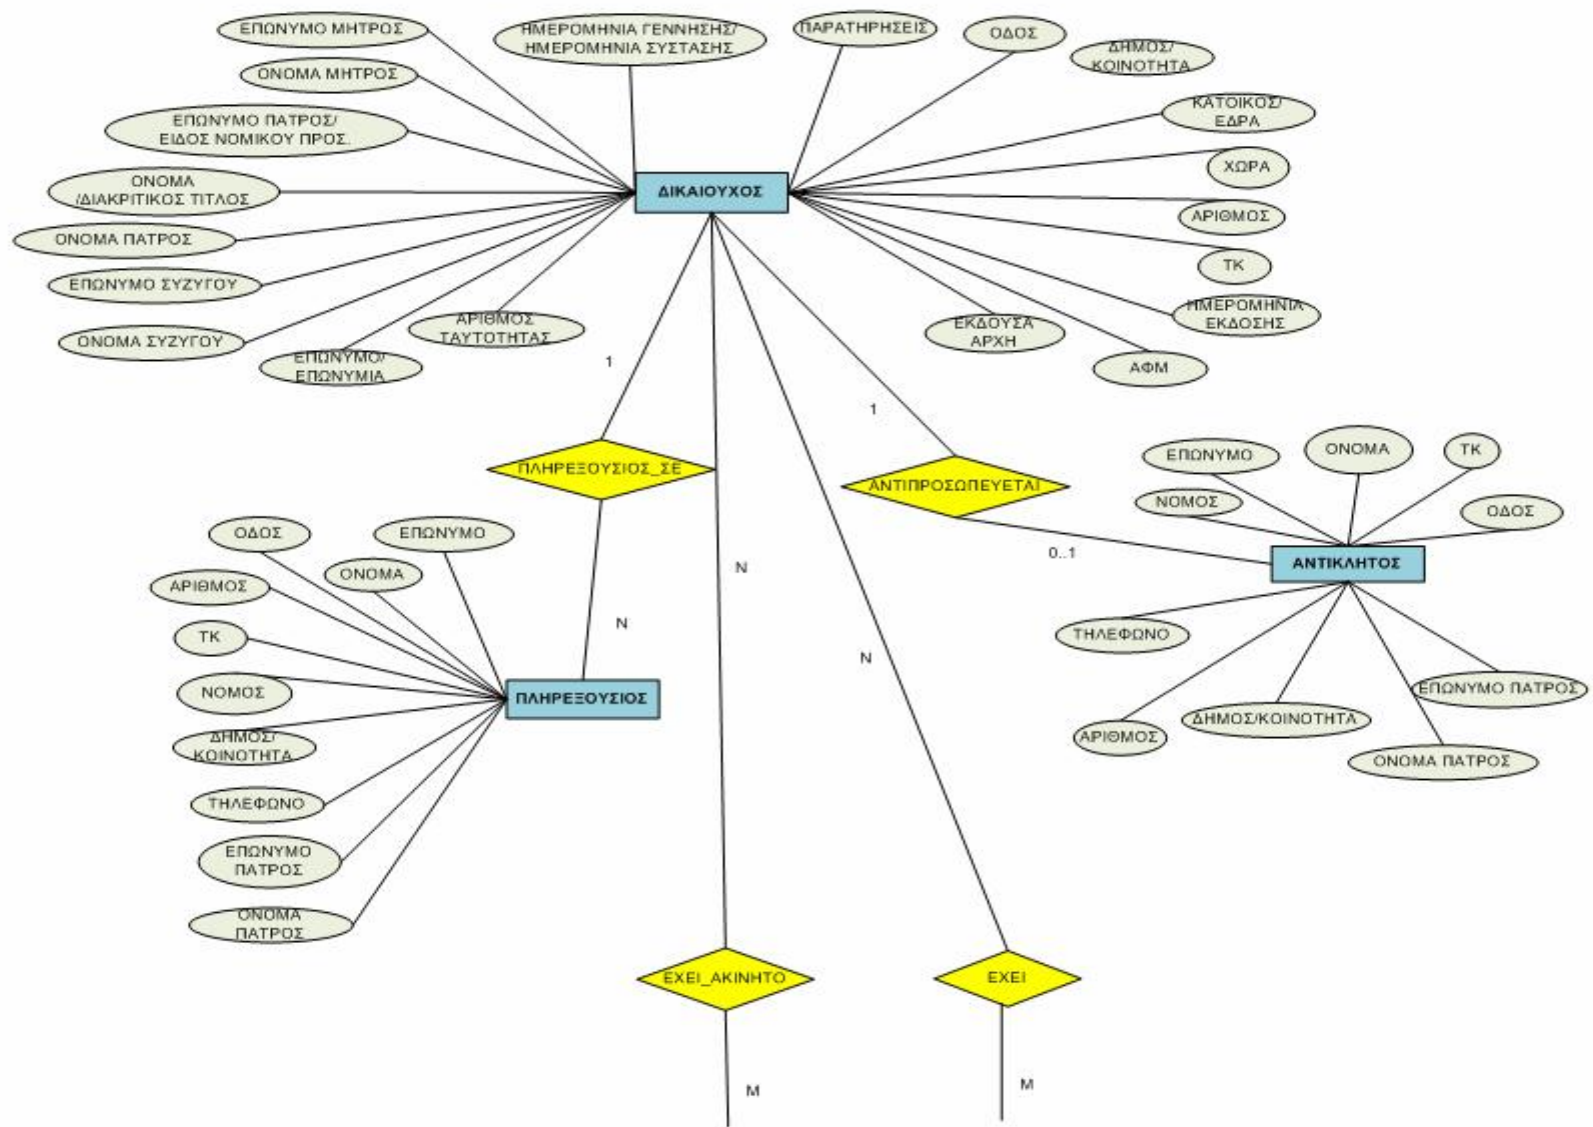 ΕΠΩΝΥΜΟ ΜΗΤΡΟΣ
ΗΜΕΡΟΜΗΝΙΑ ΓΕΝΝΗΣΗΣ/
ΗΜΕΡΟΜΗΝΙΑ ΣΥΣΤΑΣΗΣ
ΠΑΡΑΤΗΡΗΣΕΙΣ
ΟΔΟΣ
ΔΗΜΟΣ/
ΚΟΙΝΟΤΗΤΑ
ΟΝΟΜΑ ΜΗΤΡΟΣ
ΕΠΩΝΥΜΟ ΠΑΤΡΟΣ/
ΕΙΔΟΣ ΝΟΜΙΚΟΥ ΠΡΟΣ.
ΚΑΤΟΙΚΟΣ/
ΕΔΡΑ
ΧΩΡΑ
ΟΝΟΜΑ
/ΔΙΑΚΡΙΤΙΚΟΣ ΤΙΤΛΟΣ
ΔΙΚΑΙΟΥΧΟΣ
ΑΡΙΘΜΟΣ
ΟΝΟΜΑ ΠΑΤΡΟΣ
ΤΚ
ΕΠΩΝΥΜΟ ΣΥΖΥΓΟΥ
ΗΜΕΡΟΜΗΝΙΑ
ΕΚΔΟΣΗΣ
ΟΝΟΜΑ ΣΥΖΥΓΟΥ
ΑΡΙΘΜΟΣ
ΤΑΥΤΟΤΗΤΑΣ
ΕΚΔΟΥΣΑ
ΑΡΧΗ
ΕΠΩΝΥΜΟ/
ΕΠΩΝΥΜΙΑ
ΑΦΜ
1
1
ΠΛΗΡΕΞΟΥΣΙΟΣ_ΣΕ
ΑΝΤΙΠΡΟΣΩΠΕΥΕΤΑΙ
ΕΠΩΝΥΜΟ
ΟΝΟΜΑ
ΤΚ
ΝΟΜΟΣ
ΟΔΟΣ
0..1
ΑΝΤΙΚΛΗΤΟΣ
ΟΔΟΣ
ΕΠΩΝΥΜΟ
ΑΡΙΘΜΟΣ
ΟΝΟΜΑ
N
ΤΚ
N
N
ΤΗΛΕΦΩΝΟ
ΝΟΜΟΣ
ΠΛΗΡΕΞΟΥΣΙΟΣ
ΕΠΩΝΥΜΟ ΠΑΤΡΟΣ
ΔΗΜΟΣ/ΚΟΙΝΟΤΗΤΑ
ΑΡΙΘΜΟΣ
ΟΝΟΜΑ ΠΑΤΡΟΣ
ΔΗΜΟΣ/
ΚΟΙΝΟΤΗΤΑ
ΤΗΛΕΦΩΝΟ
ΕΠΩΝΥΜΟ
ΠΑΤΡΟΣ
ΟΝΟΜΑ
ΠΑΤΡΟΣ
ΕΧΕΙ_ΑΚΙΝΗΤΟ
ΕΧΕΙ
M
M